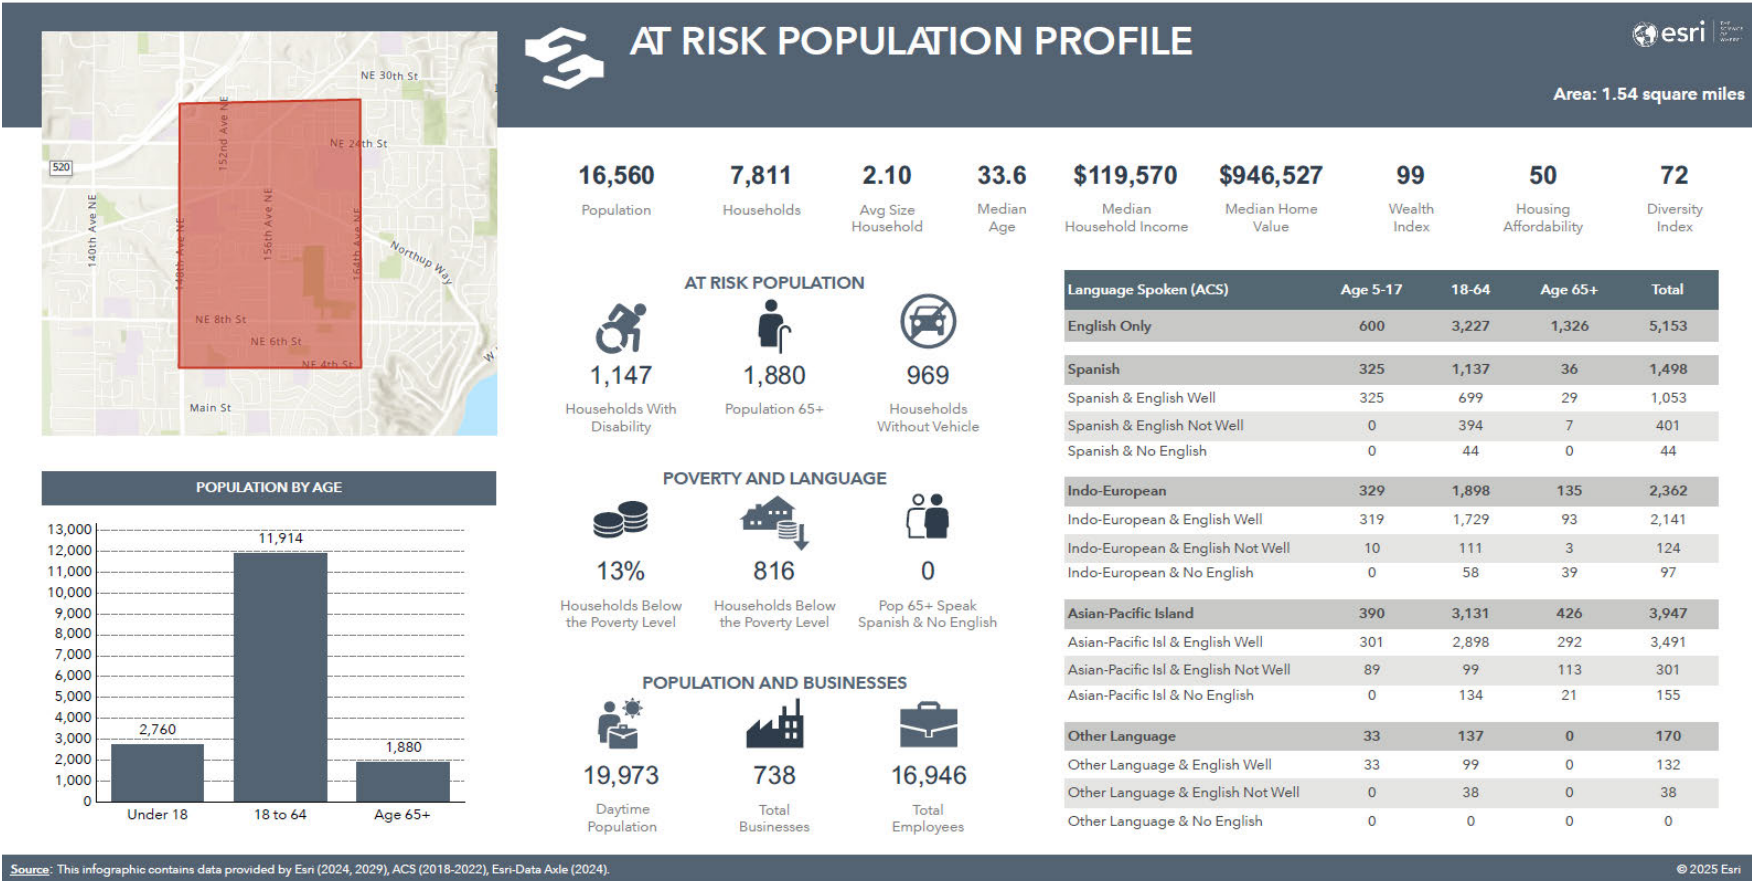 AT RISK POPULATION PROFILE
esri
THE SCIENCE OF WHERE
Area: 1.54 square miles
NE 30th St
152nd Ave NE
NE 24th St
520
140th Ave NE
148th Ave NE
156th Ave NE
164th Ave NE
Northup Way
NE 8th St
NE 6th St
NE 4th St
W
Main St
16,560
Population
7,811
Households
2.10
Avg Size
Household
33.6
Median
Age
$119,570
Median
Household Income
$946,527
Median Home
Value
99
Wealth
Index
50
Housing
Affordability
72
Diversity
Index
POPULATION BY AGE
13,000
12,000
11,000
10,000
9,000
8,000
7,000
6,000
5,000
4,000
3,000
2,000
1,000
0
2,760
11,914
1,880
Under 18
18 to 64
Age 65+
AT RISK POPULATION
1,147
Households With
Disability
1,880
Population 65+
969
Households
Without Vehicle
POVERTY AND LANGUAGE
13%
Households Below
the Poverty Level
816
Households Below
the Poverty Level
0
Pop 65+ Speak
Spanish & No English
POPULATION AND BUSINESSES
19,973
Daytime
Population
738
Total
Businesses
16,946
Total
Employees
Language Spoken (ACS) Age 5-17 18-64 Age 65+ Total
English Only 600 3,227 1,326 5,153
Spanish 325 1,137 36 1,498
Spanish & English Well 325 699 29 1,053
Spanish & English Not Well 0 394 7 401
Spanish & No English 0 44 0 44
Indo-European 329 1,898 135 2,362
Indo-European & English Well 319 1,729 93 2,141
Indo-European & English Not Well 10 111 3 124
Indo-European & No English 0 58 39 97
Asian-Pacific Island 390 3,131 426 3,947
Asian-Pacific Isl & English Well 301 2,898 292 3,491
Asian-Pacific Isl & English Not Well 89 99 113 301
Asian-Pacific Isl & No English 0 134 21 155
Other Language 33 137 0 170
Other Language & English Well 33 99 0 132
Other Language & English Not Well 0 38 0 38
Other Language & No English 0 0 0 0
Source: This infographic contains data provided by Esri (2024, 2029), ACS (2018-2022), Esri-Data Axle (2024).
© 2025 Esri